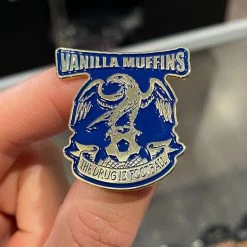 VANILLA MUFFINS
THE DRUG IS FOOTBALL